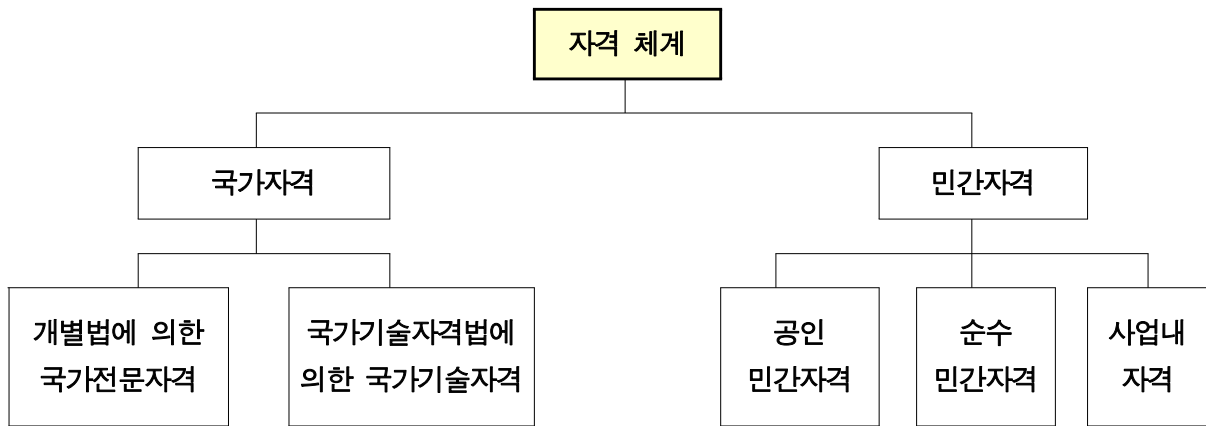 자격 체계
국가자격
민간자격
개별법에 의한
국가전문자격
국가기술자격법에
의한 국가기술자격
공인
민간자격
순수
민간자격
사업내
자격